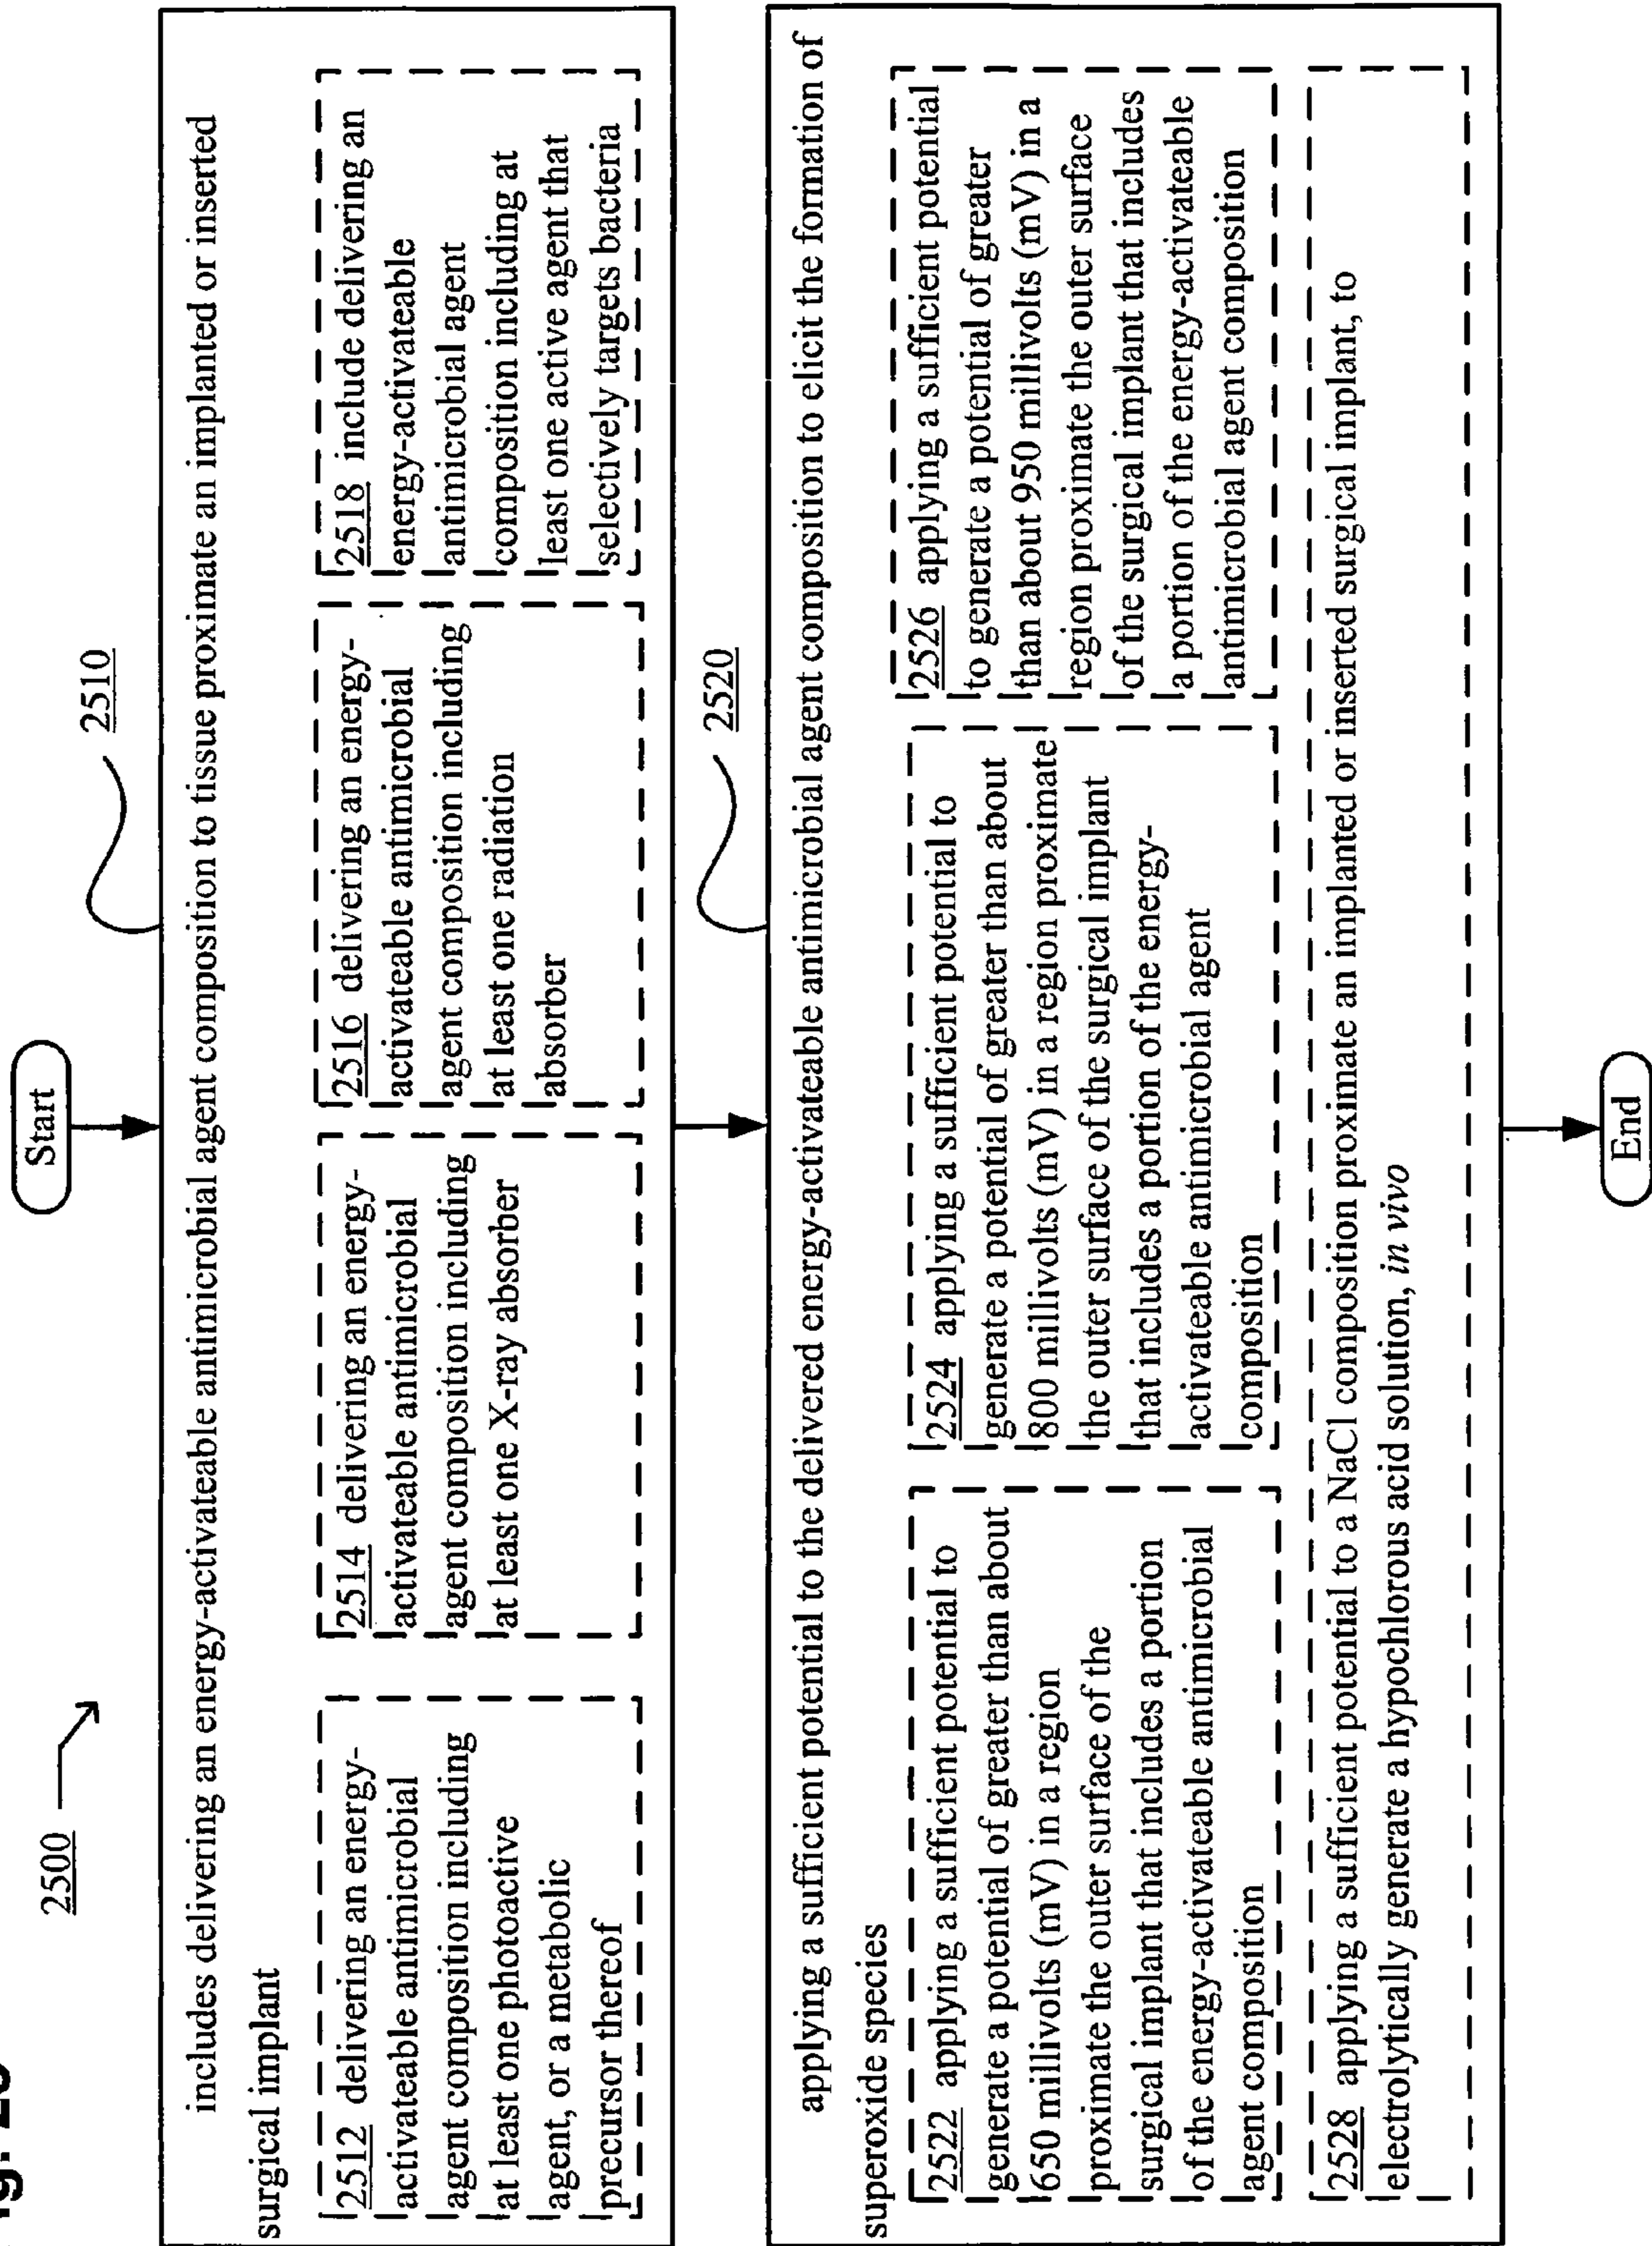 2500
Start
2510
includes delivering an energy-activateable antimicrobial agent composition to tissue proximate an implanted or inserted
surgical implant
2512 delivering an energy-
activateable antimicrobial
agent composition including
at least one photoactive
agent, or a metabolic
precursor thereof
2514 delivering an energy-
activateable antimicrobial
agent composition including
at least one X-ray absorber
2516 delivering an energy-
activateable antimicrobial
agent composition including
at least one radiation
absorber
2518 include delivering an
energy-activateable
antimicrobial agent
composition including at
least one active agent that
selectively targets bacteria
2520
applying a sufficient potential to the delivered energy-activateable antimicrobial agent composition to elicit the formation of
superoxide species
2522 applying a sufficient potential to
generate a potential of greater than about
650 millivolts (mV) in a region
proximate the outer surface of the
surgical implant that includes a portion
of the energy-activateable antimicrobial
agent composition
2524 applying a sufficient potential to
generate a potential of greater than about
800 millivolts (mV) in a region proximate
the outer surface of the surgical implant
that includes a portion of the energy-
activateable antimicrobial agent
composition
2526 applying a sufficient potential
to generate a potential of greater
than about 950 millivolts (mV) in a
region proximate the outer surface
of the surgical implant that includes
a portion of the energy-activateable
antimicrobial agent composition
2528 applying a sufficient potential to a NaCl composition proximate an implanted or inserted surgical implant, to
electrolytically generate a hypochlorous acid solution, in vivo
End